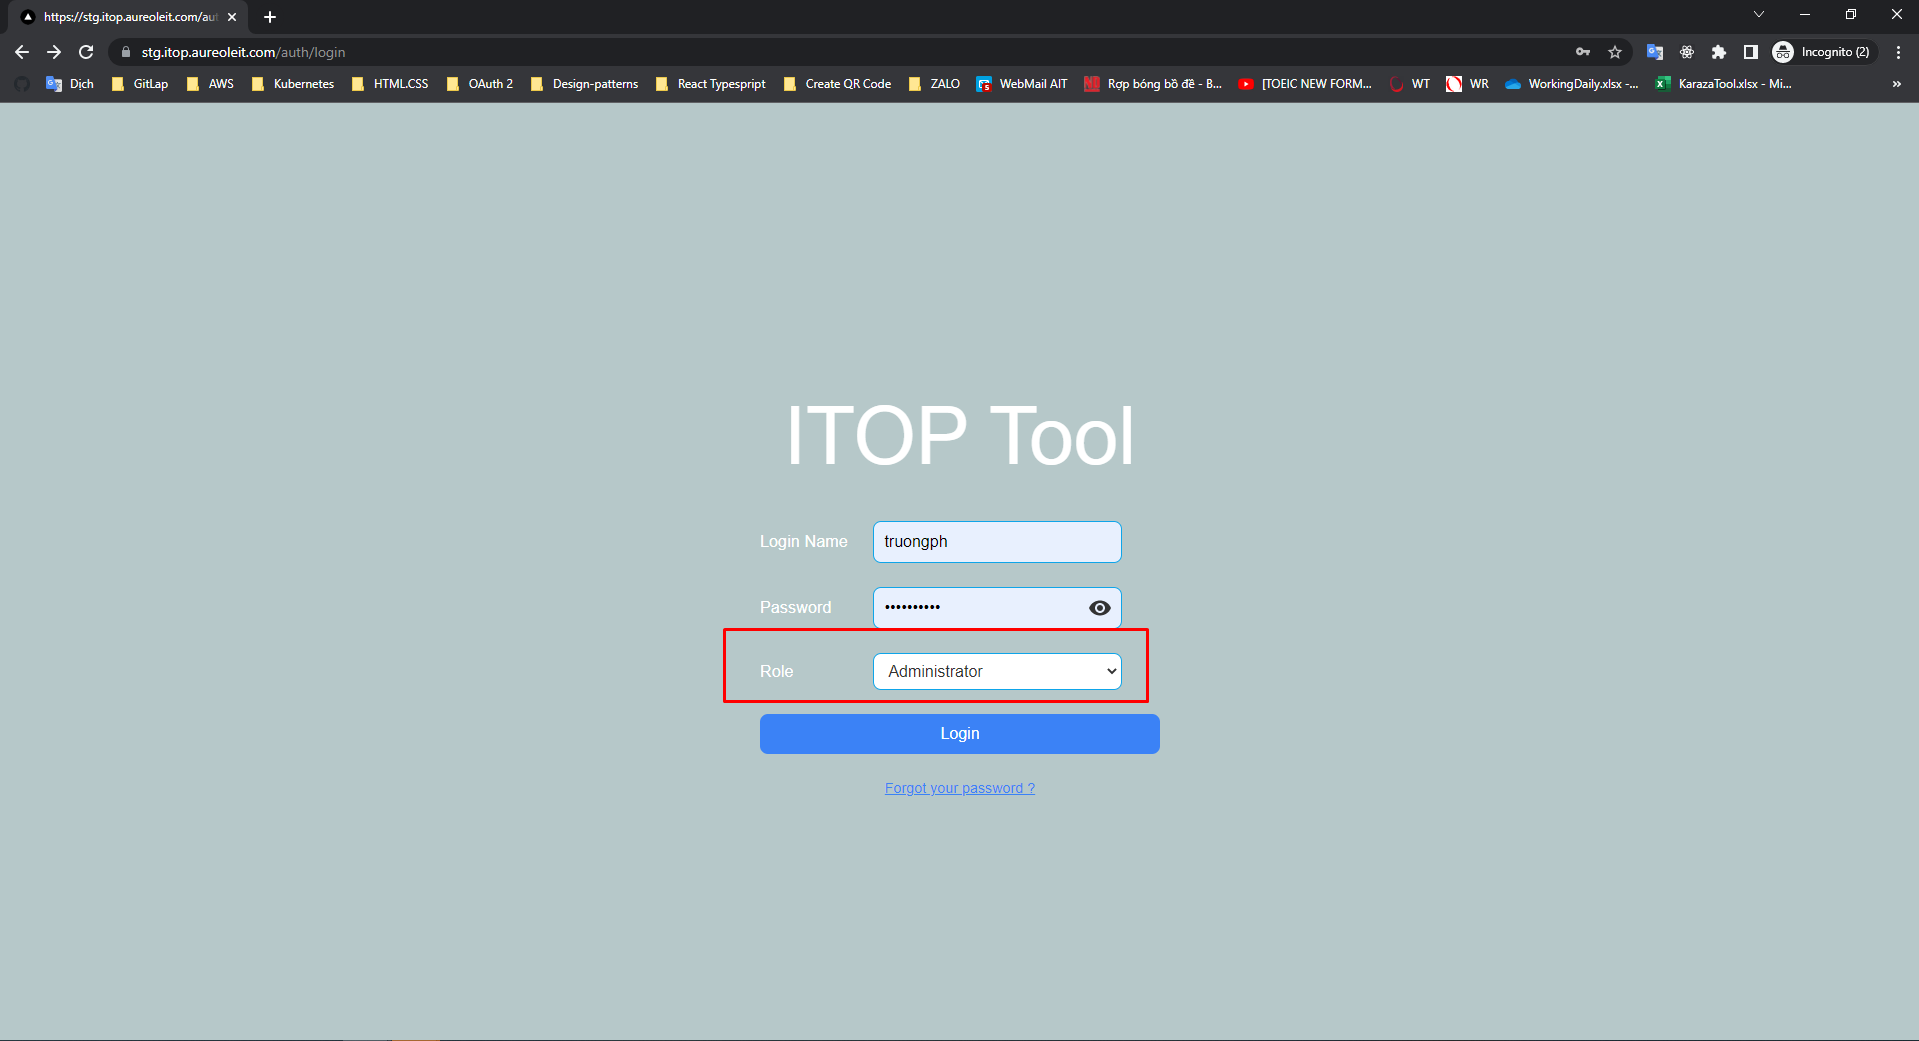 https://stg.itop.aureoleit.com/aut
stg.itop.aureoleit.com/auth/login
Incognito (2)
Dịch GitLap AWS Kubernetes HTML.CSS OAuth 2 Design-patterns React Typespript Create QR Code ZALO WebMail AIT Rợp bóng bồ đề - B... [TOEIC NEW FORM... WT WR WorkingDaily.xlsx -... KarazaTool.xlsx - Mi... »
ITOP Tool
Login Name truongph
Password ••••••••••
Role Administrator
Login
Forgot your password ?